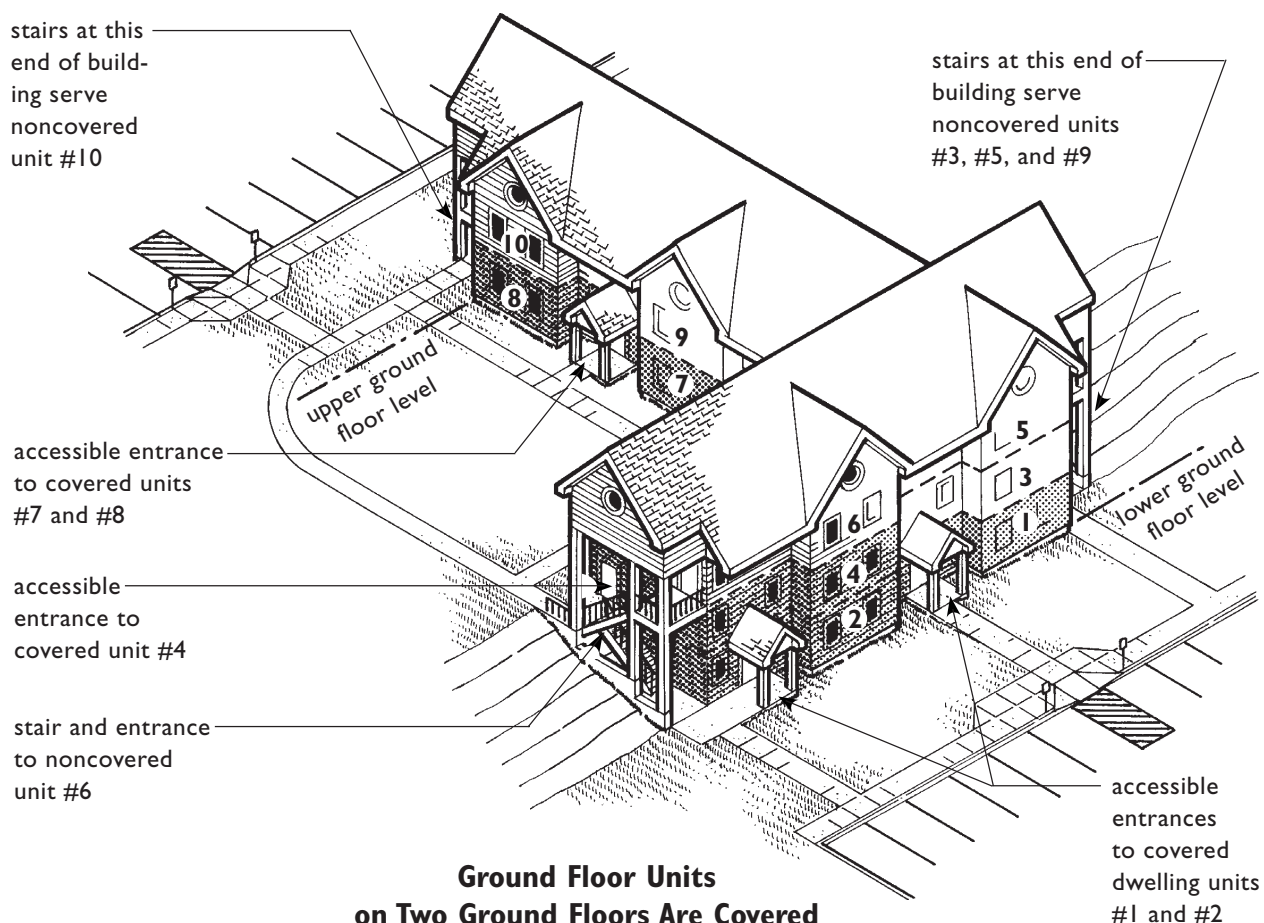 stairs at this
end of build-
ing serve
noncovered
unit #10
stairs at this end of
building serve
noncovered units
#3, #5, and #9
10
8
9
7
upper ground
floor level
5
3
1
6
4
2
lower ground
floor level
accessible entrance
to covered units
#7 and #8
accessible
entrance to
covered unit #4
stair and entrance
to noncovered
unit #6
accessible
entrances
to covered
dwelling units
#1 and #2
Ground Floor Units
on Two Ground Floors Are Covered